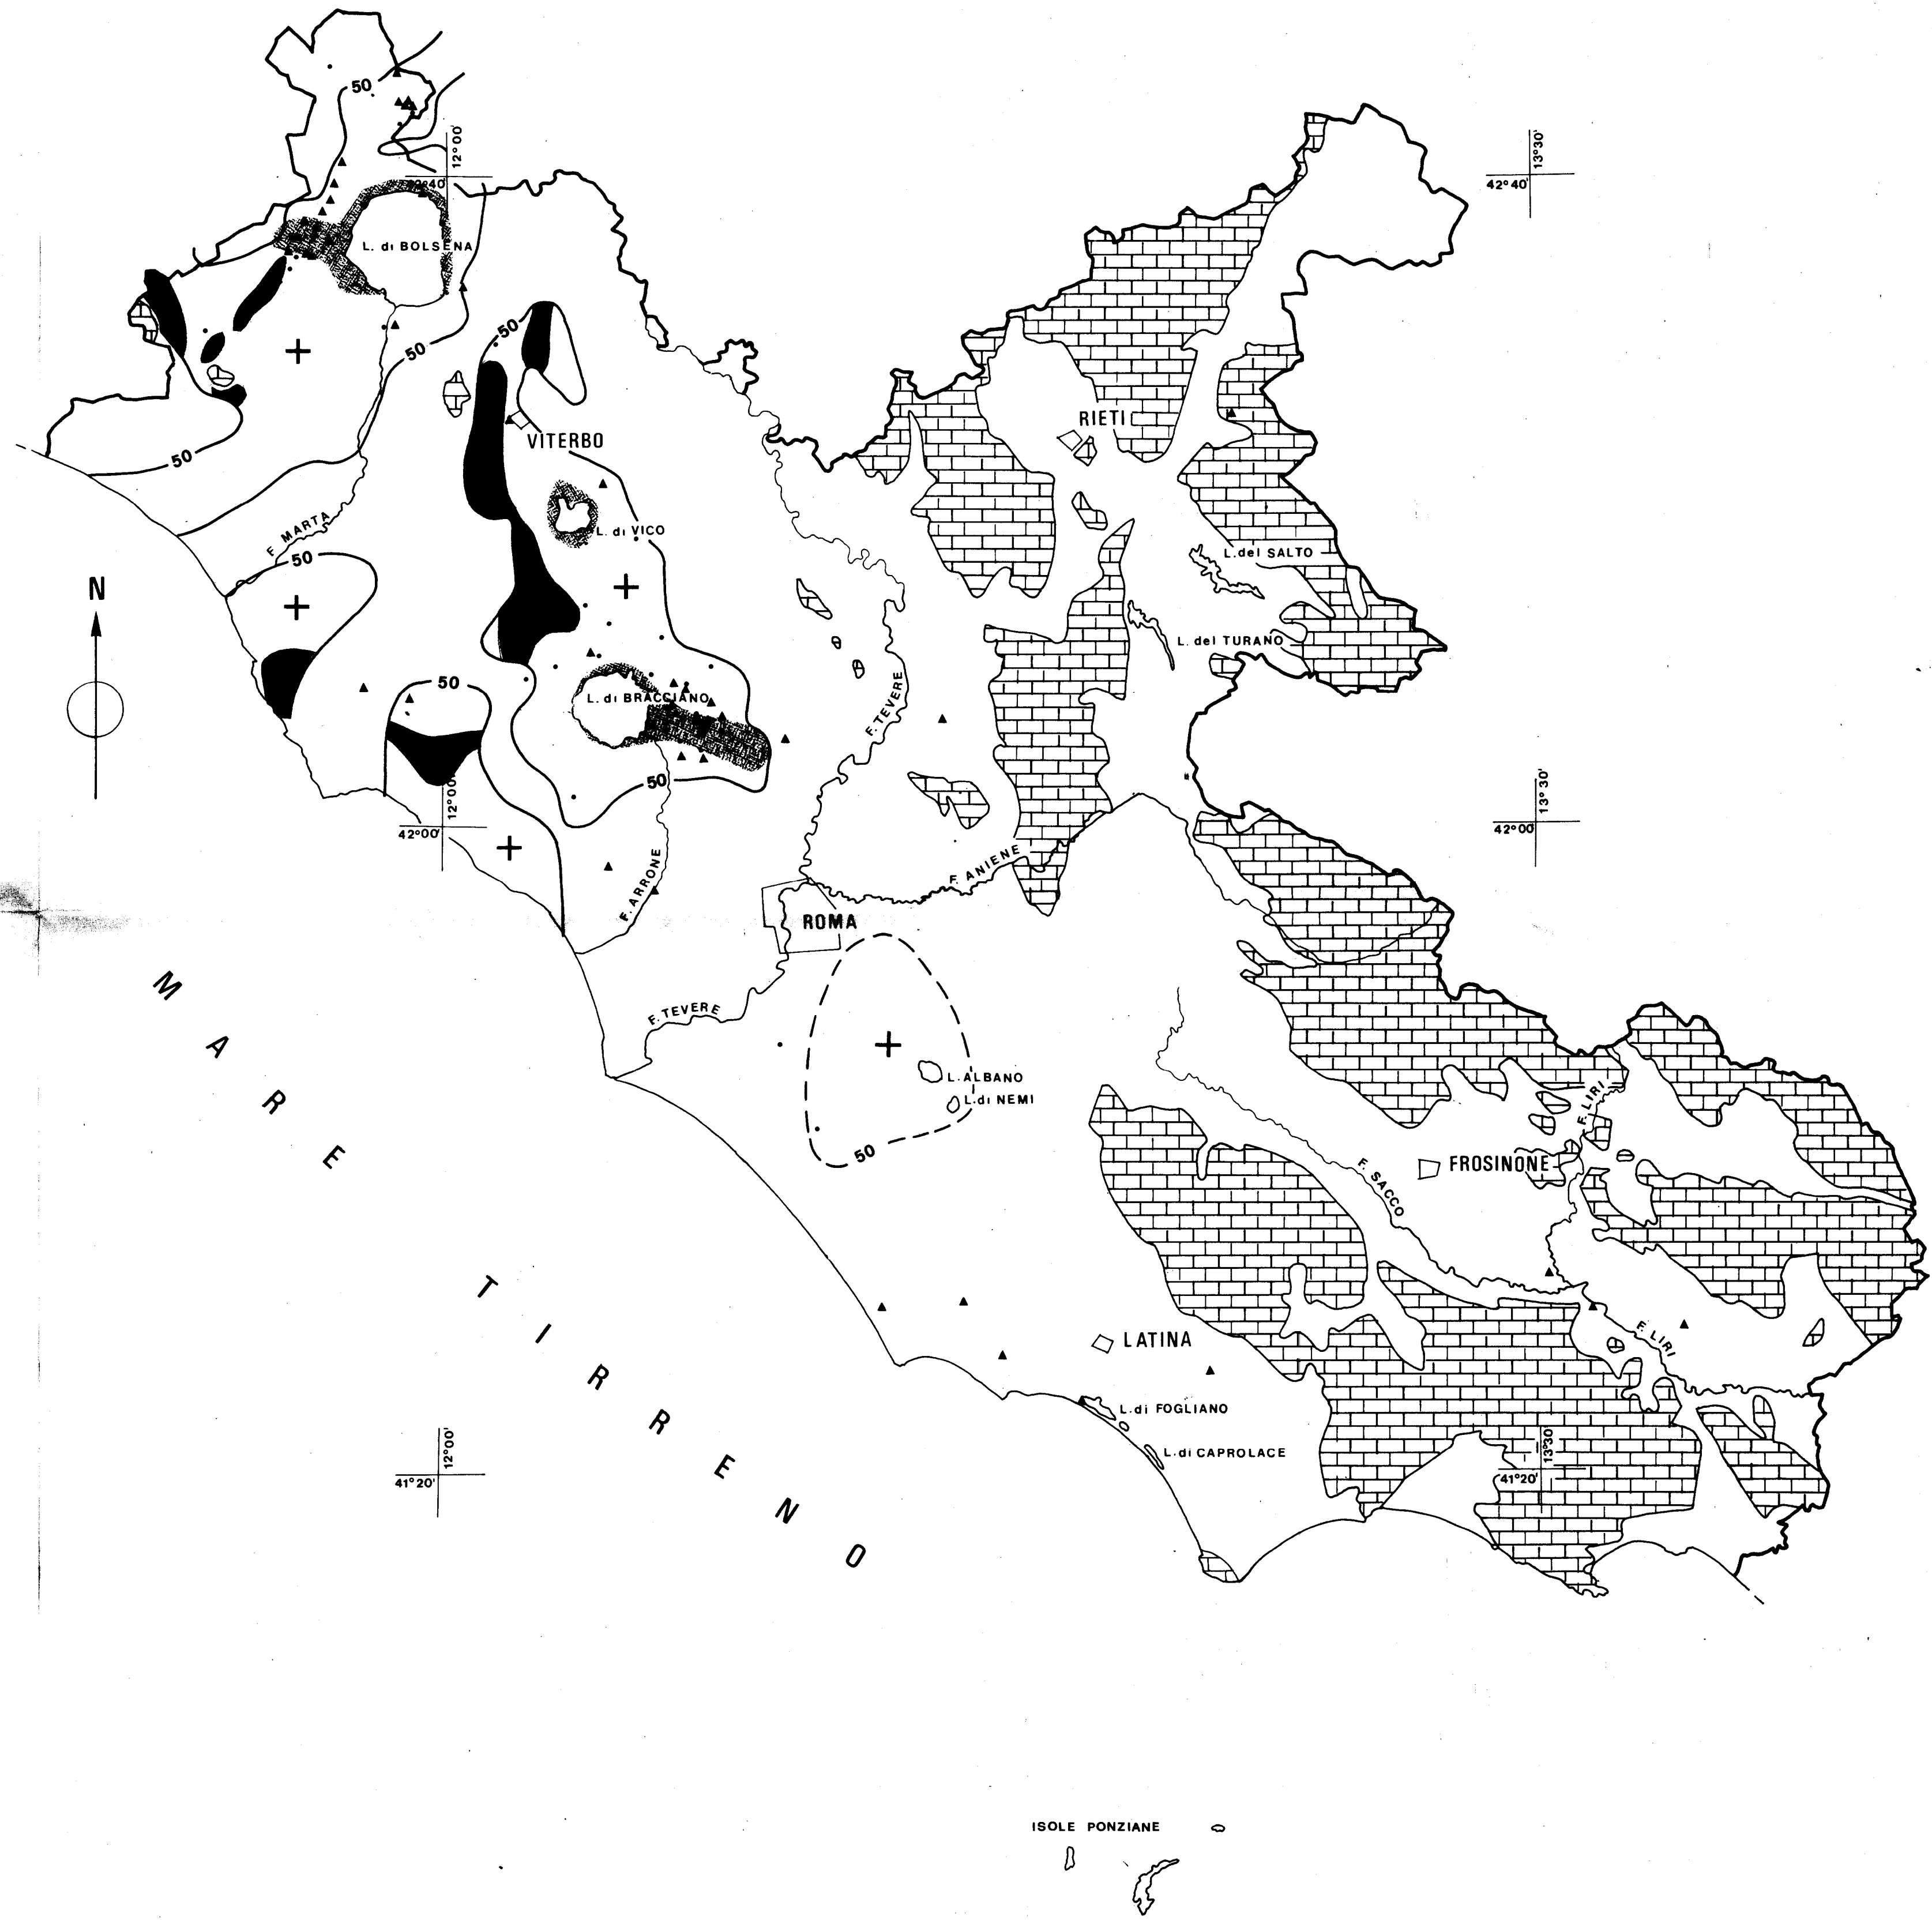 50
12°00'
42°40'
L. di BOLSENA
13°30'
42°40'
50
50
50
VITERBO
RIETI
L. di VICO
F. MARTA
50
L. del SALTO
N
L. del TURANO
50
L. di BRACCIANO
F. TEVERE
50
12°00'
42°00'
13°30'
42°00'
F. ARRONE
F. ANIENE
ROMA
F. TEVERE
MARE TIRRENO
L. ALBANO
L. di NEMI
50
F. LIRI
F. SACCO
FROSINONE
F. LIRI
LATINA
L. di FOGLIANO
L. di CAPROLACE
12°00'
41°20'
13°30'
41°20'
ISOLE PONZIANE